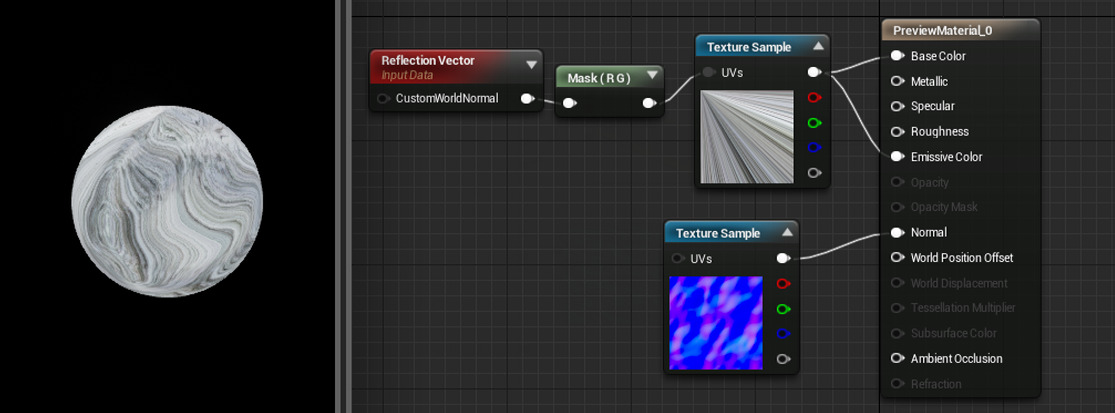 Reflection Vector
Input Data
CustomWorldNormal
Mask ( R G )
Texture Sample
UVs
Texture Sample
UVs
PreviewMaterial_0
Base Color
Metallic
Specular
Roughness
Emissive Color
Opacity
Opacity Mask
Normal
World Position Offset
World Displacement
Tessellation Multiplier
Subsurface Color
Ambient Occlusion
Refraction